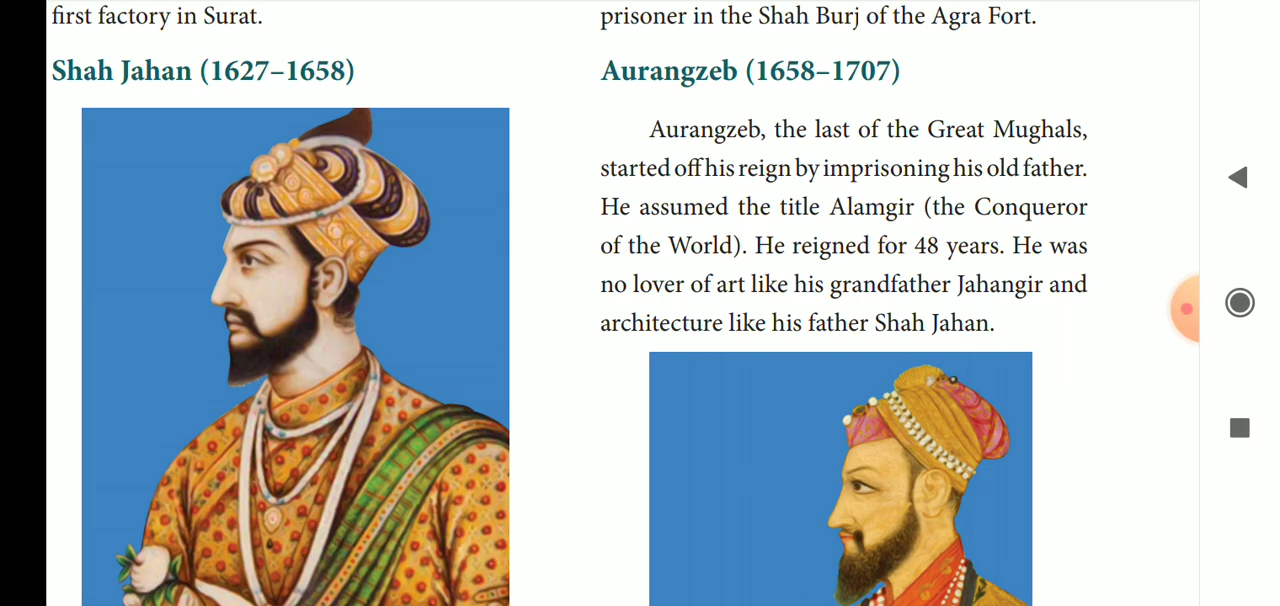 first factory in Surat.
Shah Jahan (1627–1658)
prisoner in the Shah Burj of the Agra Fort.
Aurangzeb (1658–1707)
Aurangzeb, the last of the Great Mughals,
started off his reign by imprisoning his old father.
He assumed the title Alamgir (the Conqueror
of the World). He reigned for 48 years. He was
no lover of art like his grandfather Jahangir and
architecture like his father Shah Jahan.